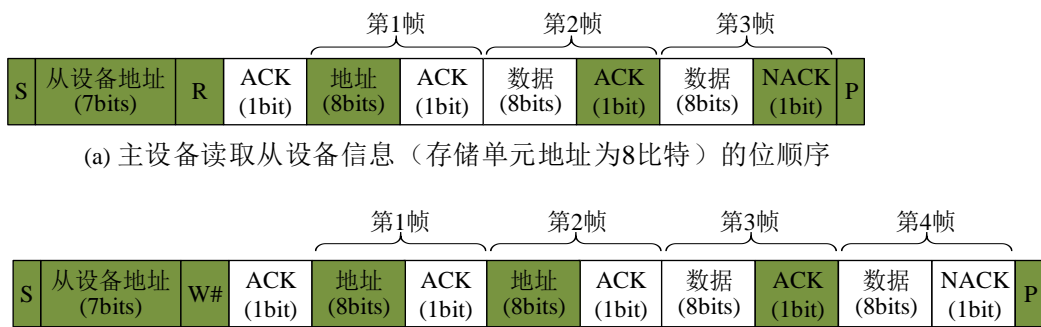 第1帧 第2帧 第3帧
S 从设备地址 (7bits) R ACK (1bit) 地址 (8bits) ACK (1bit) 数据 (8bits) ACK (1bit) 数据 (8bits) NACK (1bit) P
(a) 主设备读取从设备信息（存储单元地址为8比特）的位顺序
第1帧 第2帧 第3帧 第4帧
S 从设备地址 (7bits) W# ACK (1bit) 地址 (8bits) ACK (1bit) 地址 (8bits) ACK (1bit) 数据 (8bits) ACK (1bit) 数据 (8bits) NACK (1bit) P